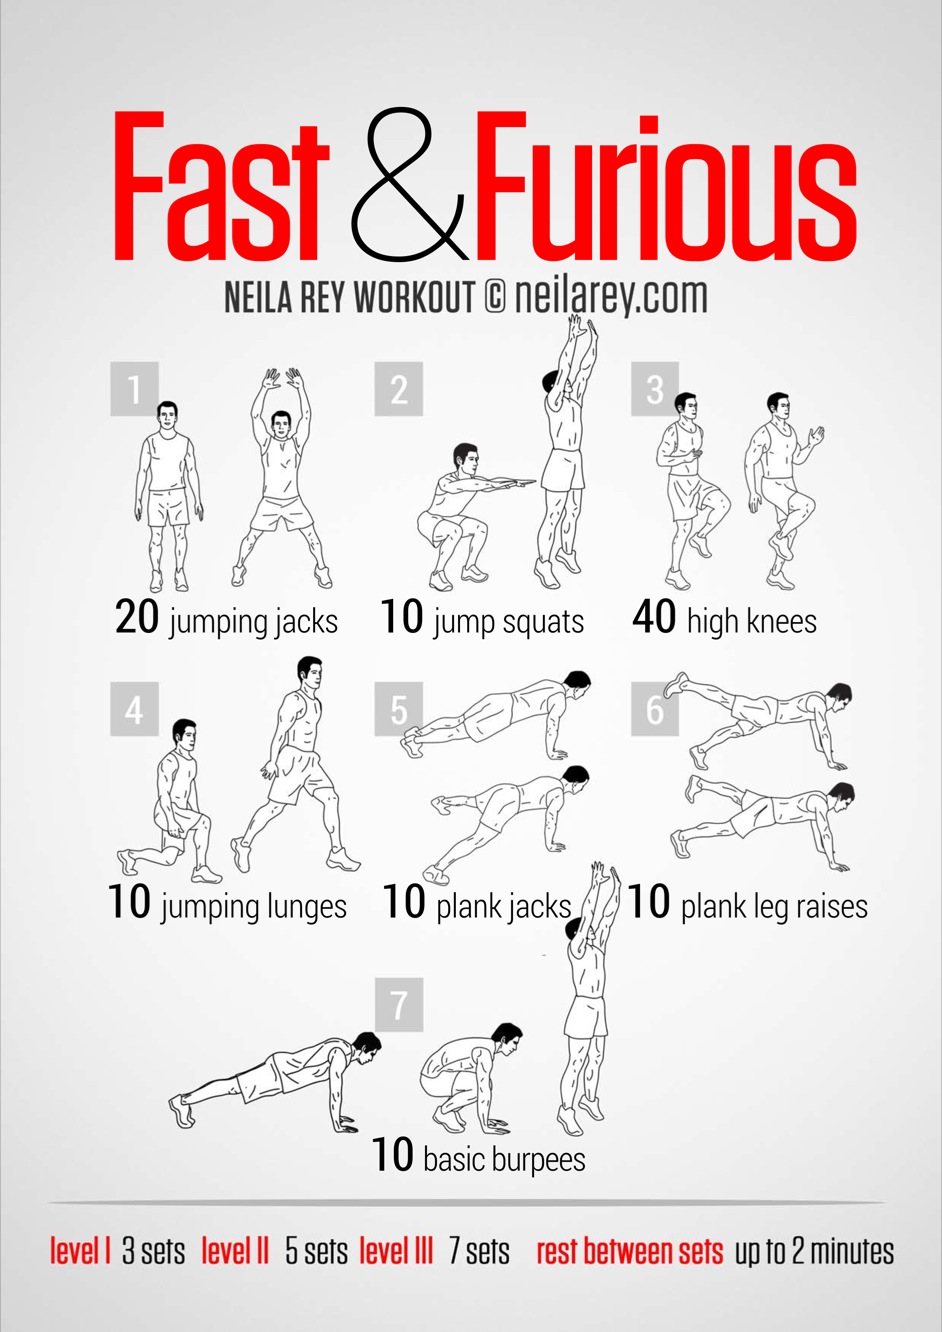 Fast & Furious
NEILA REY WORKOUT © neilarey.com
1
2
3
20 jumping jacks
10 jump squats
40 high knees
4
5
6
10 jumping lunges
10 plank jacks
10 plank leg raises
7
10 basic burpees
level I 3 sets level II 5 sets level III 7 sets rest between sets up to 2 minutes